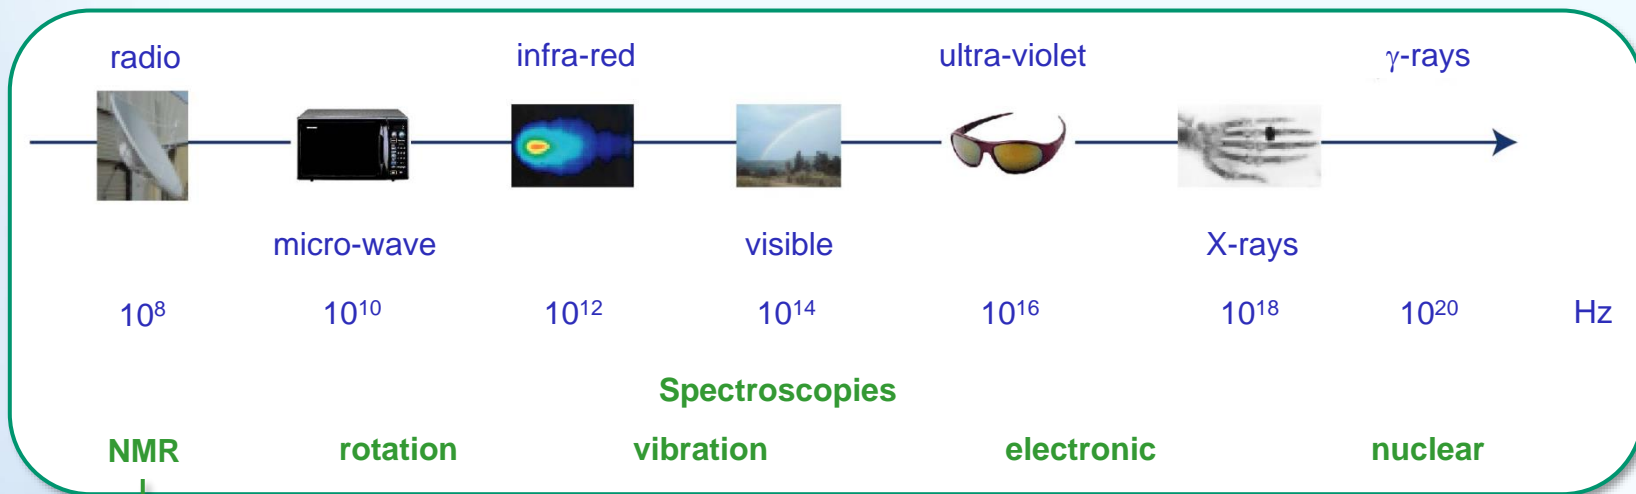 radio infra-red ultra-violet γ-rays
micro-wave visible X-rays
10⁸ 10¹⁰ 10¹² 10¹⁴ 10¹⁶ 10¹⁸ 10²⁰ Hz
Spectroscopies
NMR rotation vibration electronic nuclear